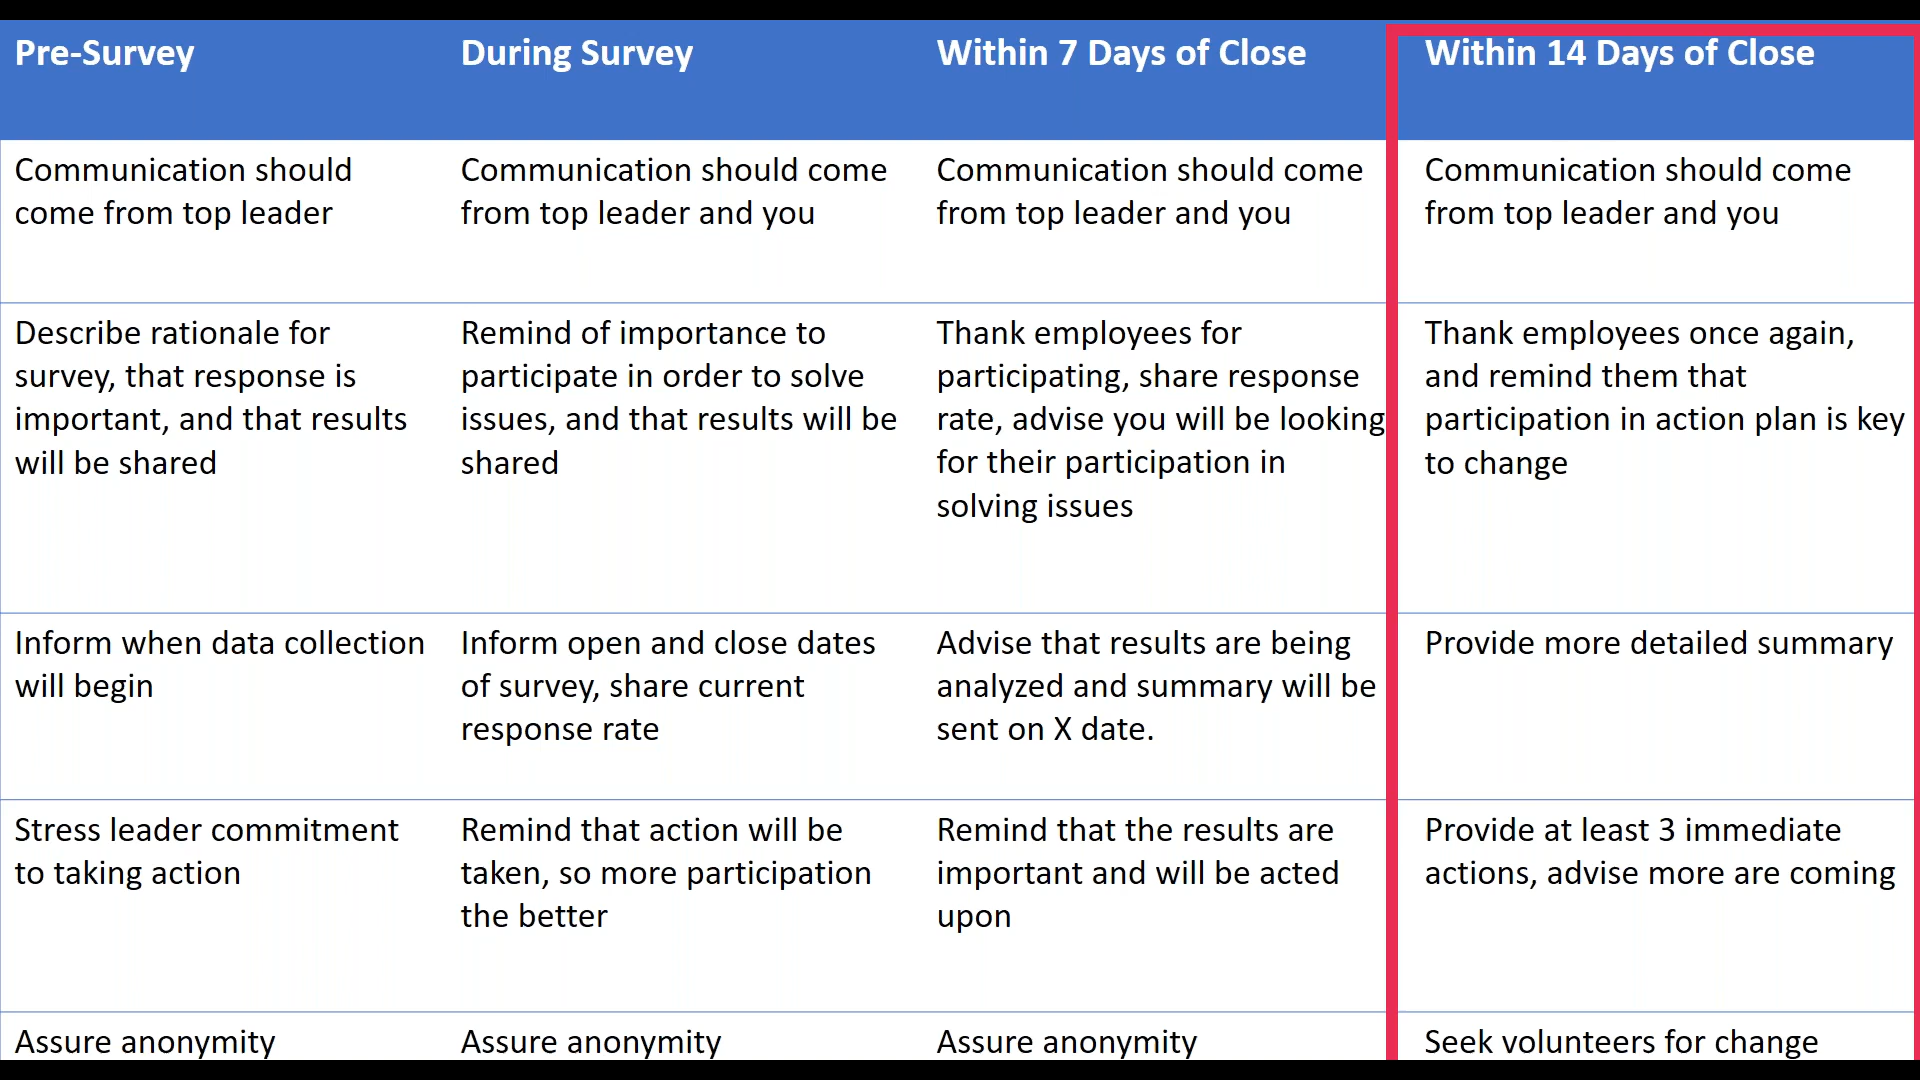 Pre-Survey
During Survey
Within 7 Days of Close
Within 14 Days of Close
Communication should
come from top leader
Communication should come
from top leader and you
Communication should come
from top leader and you
Communication should come
from top leader and you
Describe rationale for
survey, that response is
important, and that results
will be shared
Remind of importance to
participate in order to solve
issues, and that results will be
shared
Thank employees for
participating, share response
rate, advise you will be looking
for their participation in
solving issues
Thank employees once again,
and remind them that
participation in action plan is key
to change
Inform when data collection
will begin
Inform open and close dates
of survey, share current
response rate
Advise that results are being
analyzed and summary will be
sent on X date.
Provide more detailed summary
Stress leader commitment
to taking action
Remind that action will be
taken, so more participation
the better
Remind that the results are
important and will be acted
upon
Provide at least 3 immediate
actions, advise more are coming
Assure anonymity
Assure anonymity
Assure anonymity
Seek volunteers for change